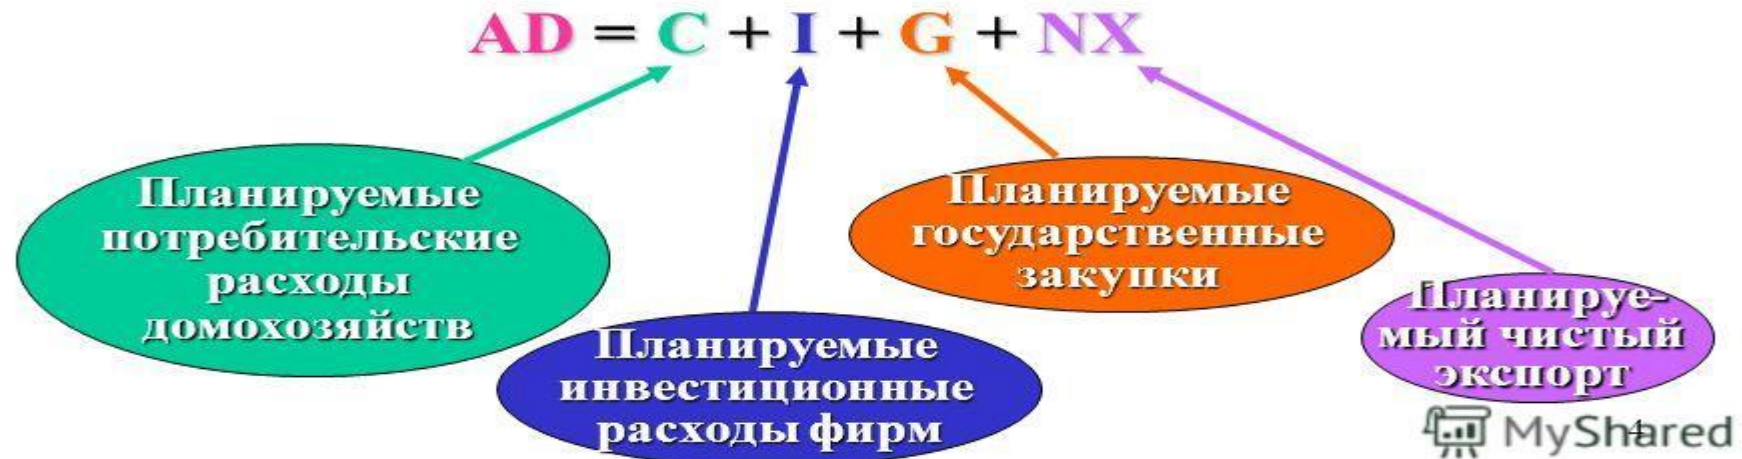 AD = C + I + G + NX
Планируемые
потребительские
расходы
домохозяйств
Планируемые
инвестиционные
расходы фирм
Планируемые
государственные
закупки
Планируе-
мый чистый
экспорт
MyShared
4